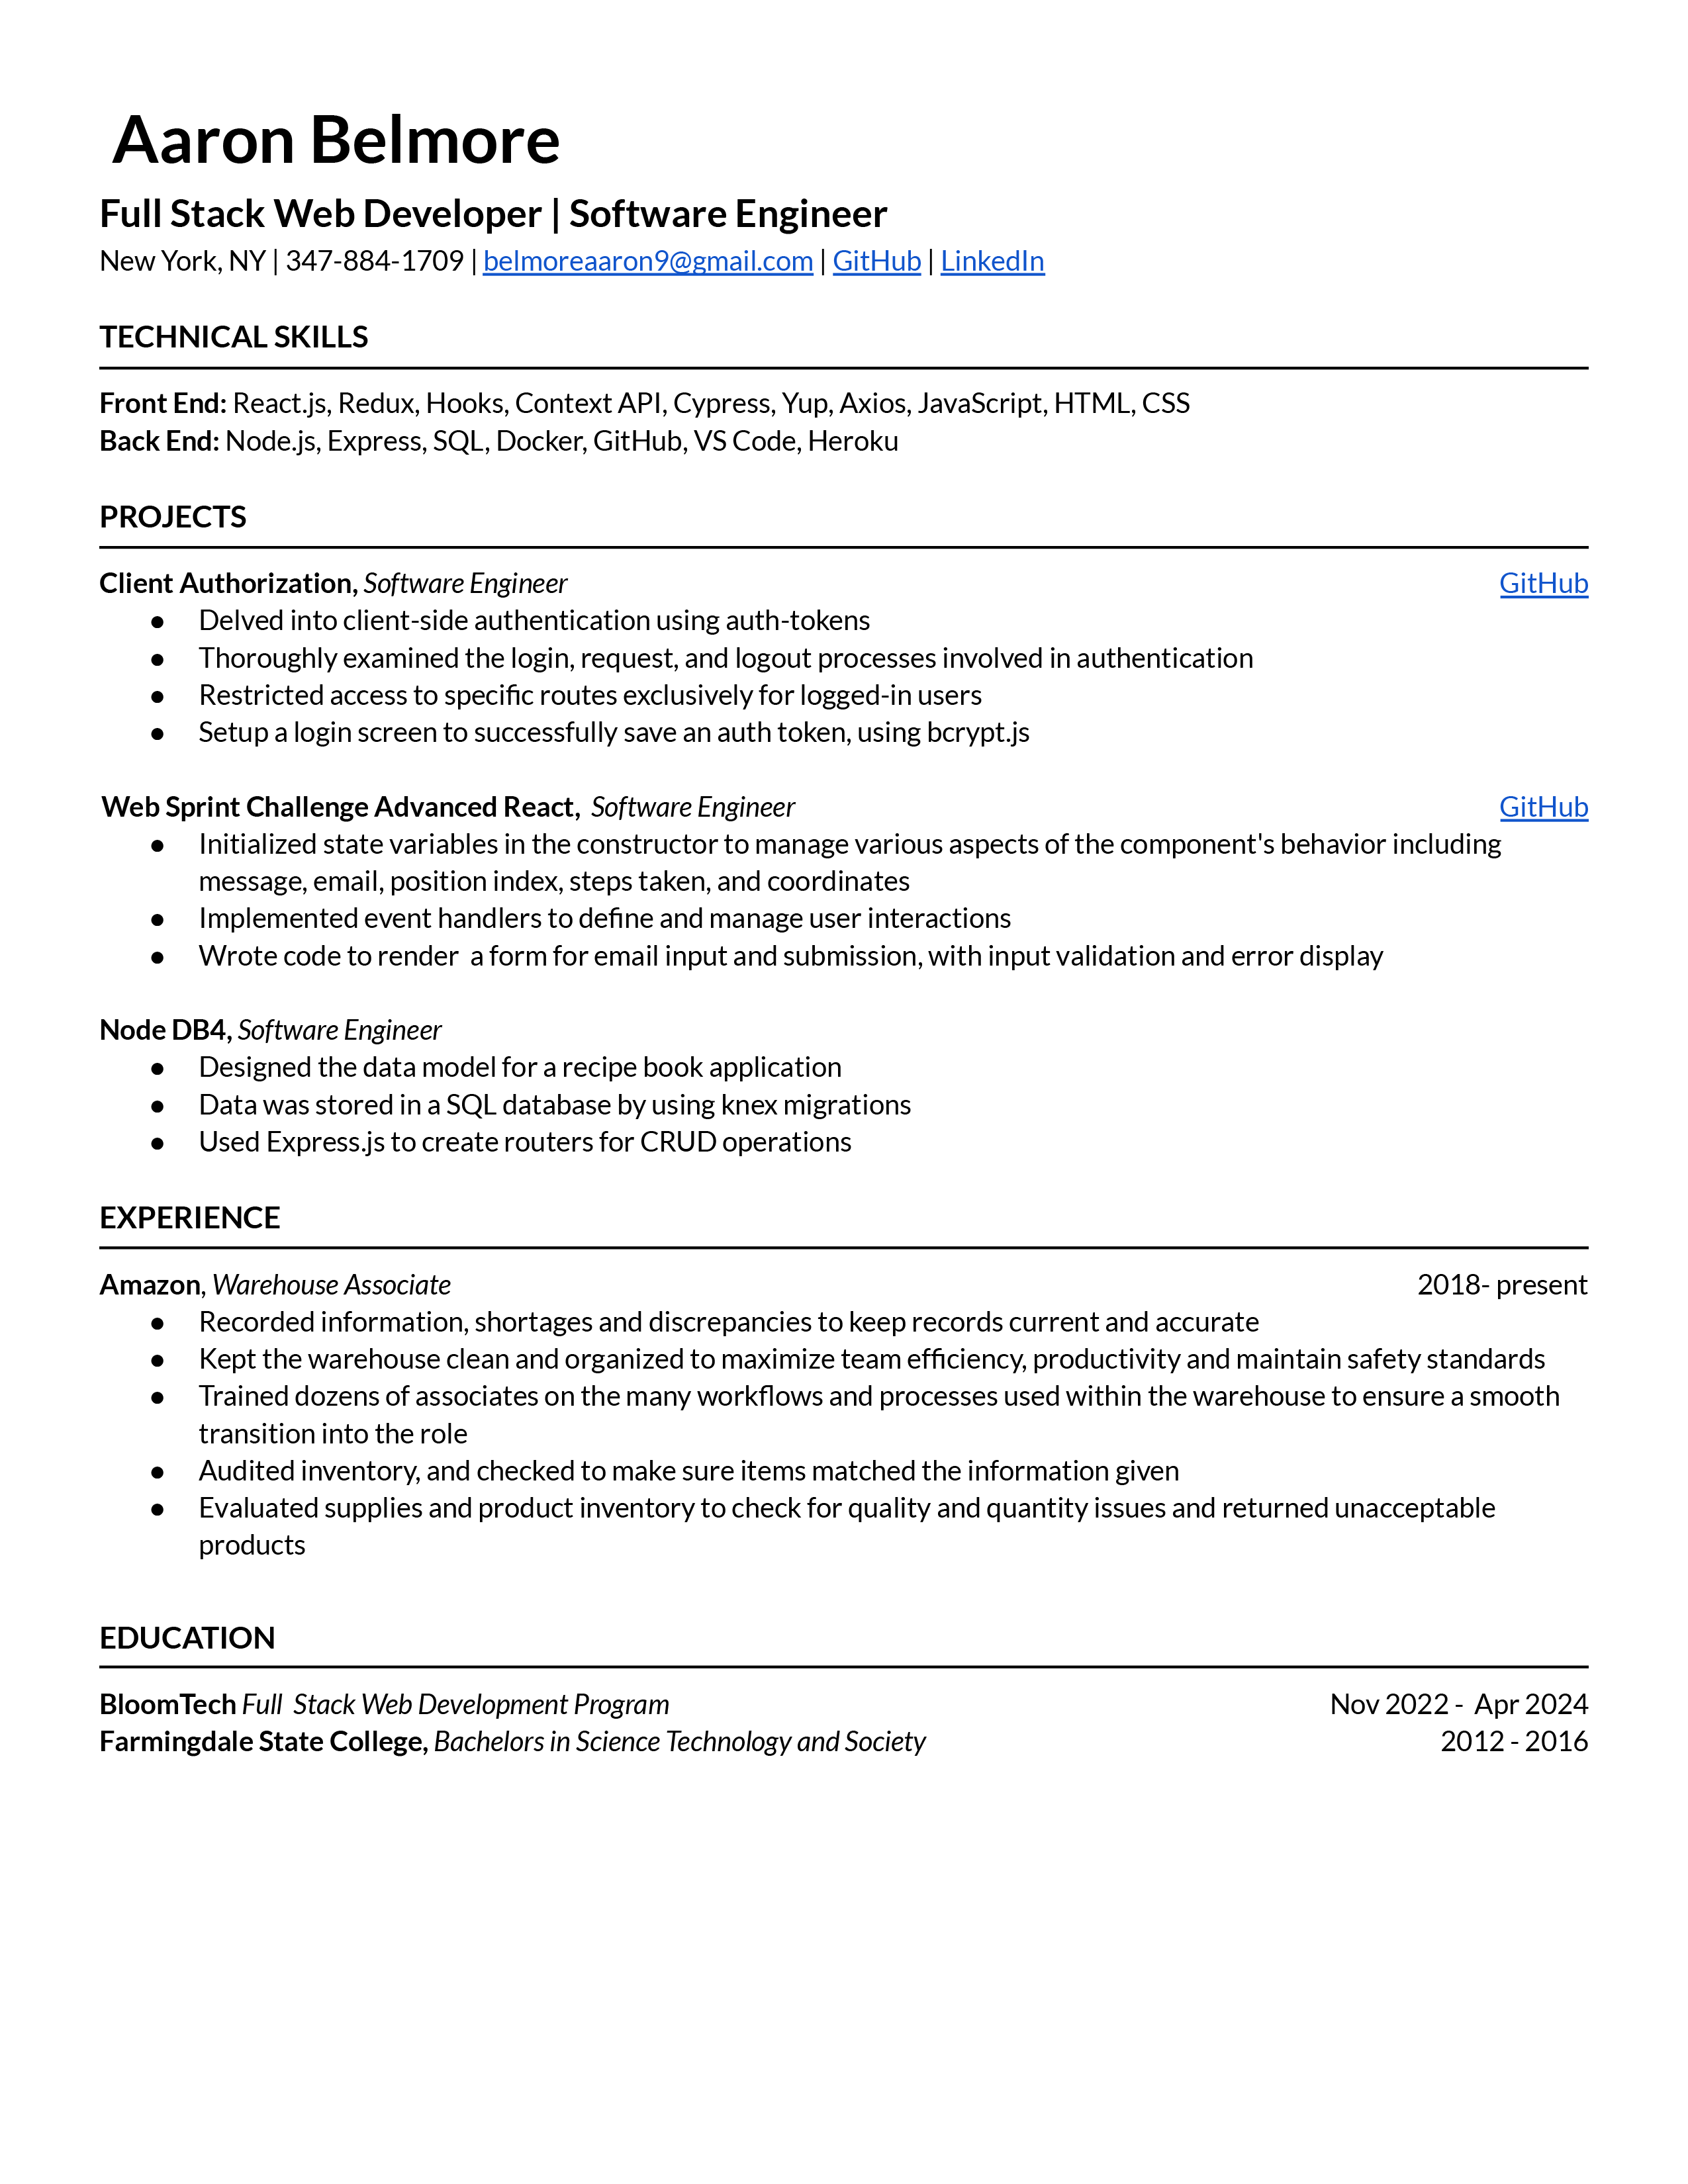 Aaron Belmore
Full Stack Web Developer | Software Engineer
New York, NY | 347-884-1709 | belmoreaaron9@gmail.com | GitHub | LinkedIn
TECHNICAL SKILLS
Front End: React.js, Redux, Hooks, Context API, Cypress, Yup, Axios, JavaScript, HTML, CSS
Back End: Node.js, Express, SQL, Docker, GitHub, VS Code, Heroku
PROJECTS
Client Authorization, Software Engineer GitHub
● Delved into client-side authentication using auth-tokens
● Thoroughly examined the login, request, and logout processes involved in authentication
● Restricted access to specific routes exclusively for logged-in users
● Setup a login screen to successfully save an auth token, using bcrypt.js
Web Sprint Challenge Advanced React, Software Engineer GitHub
● Initialized state variables in the constructor to manage various aspects of the component's behavior including
message, email, position index, steps taken, and coordinates
● Implemented event handlers to define and manage user interactions
● Wrote code to render  a form for email input and submission, with input validation and error display
Node DB4, Software Engineer
● Designed the data model for a recipe book application
● Data was stored in a SQL database by using knex migrations
● Used Express.js to create routers for CRUD operations
EXPERIENCE
Amazon, Warehouse Associate 2018- present
● Recorded information, shortages and discrepancies to keep records current and accurate
● Kept the warehouse clean and organized to maximize team efficiency, productivity and maintain safety standards
● Trained dozens of associates on the many workflows and processes used within the warehouse to ensure a smooth
transition into the role
● Audited inventory, and checked to make sure items matched the information given
● Evaluated supplies and product inventory to check for quality and quantity issues and returned unacceptable
products
EDUCATION
BloomTech Full  Stack Web Development Program Nov 2022 -  Apr 2024
Farmingdale State College, Bachelors in Science Technology and Society 2012 - 2016